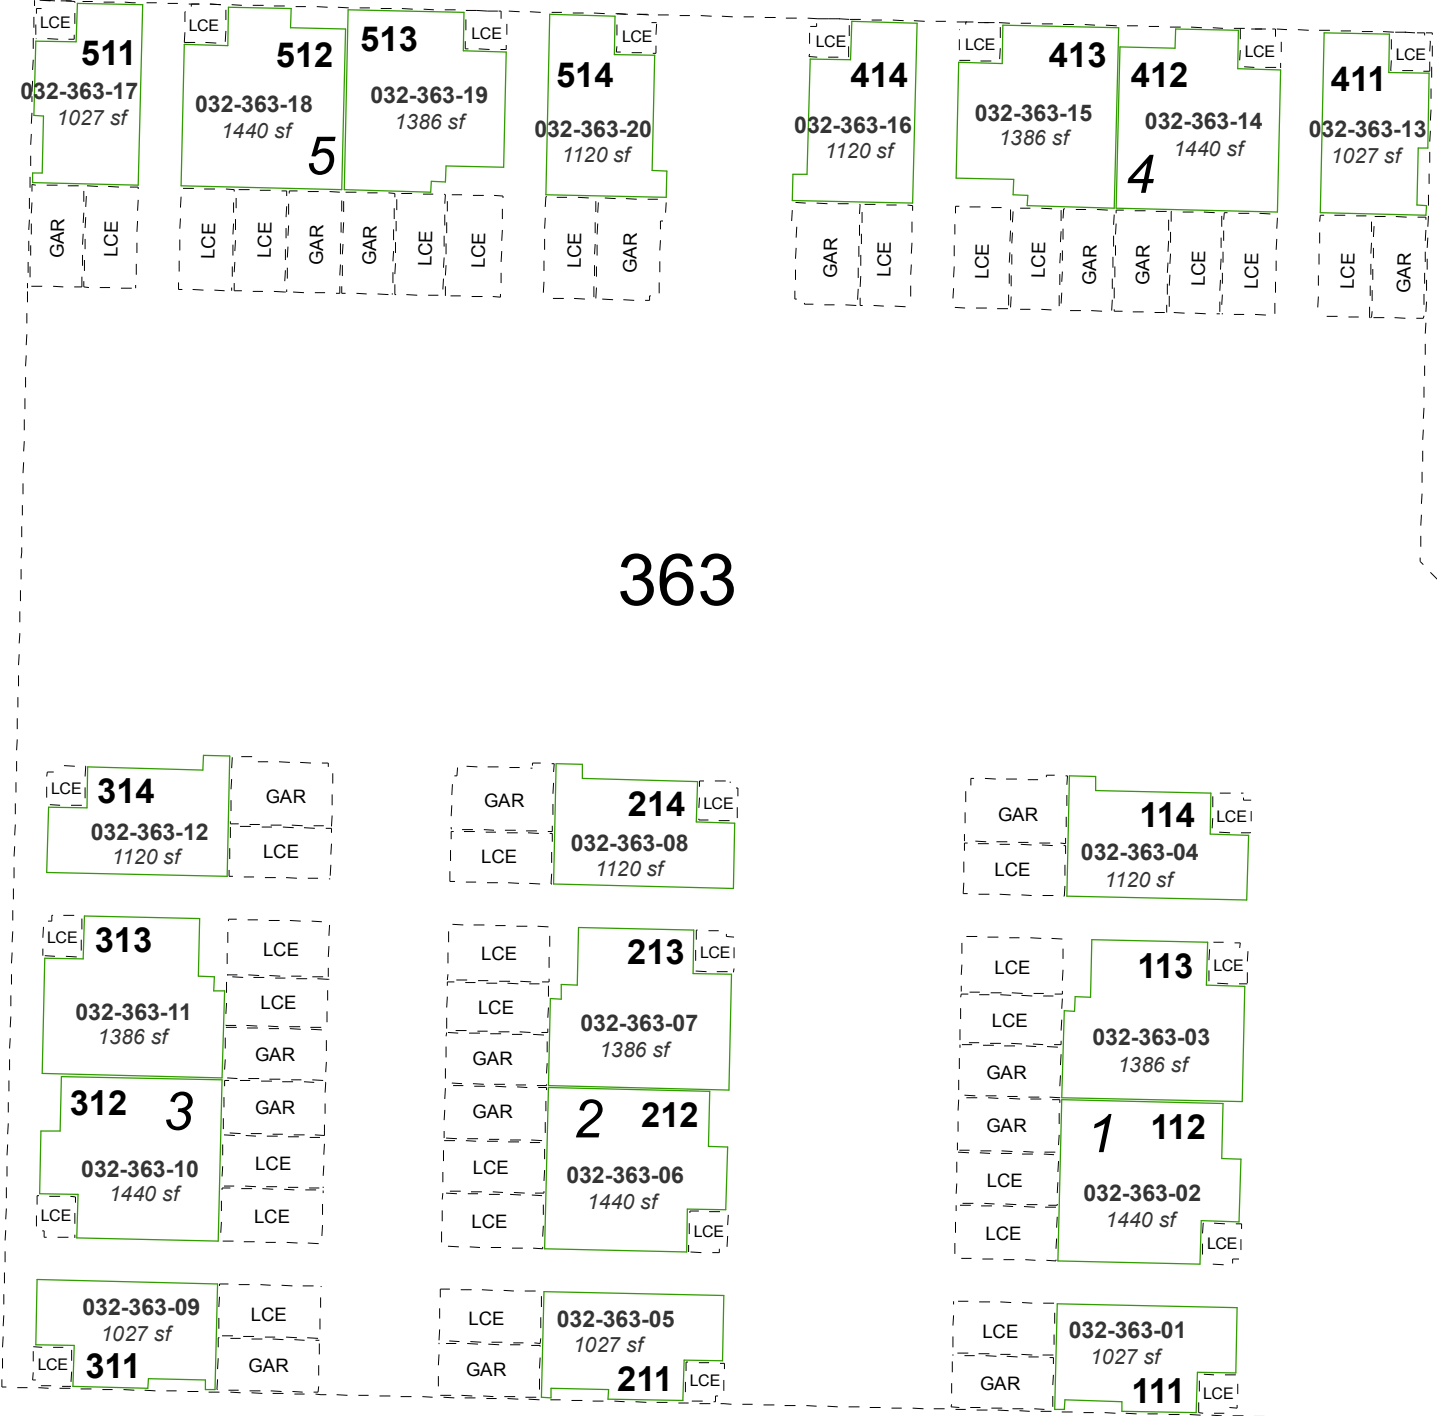 LCE
511
032-363-17
1027 sf
GAR
LCE
LCE
512
032-363-18
1440 sf
5
LCE
LCE
GAR
513
LCE
032-363-19
1386 sf
GAR
LCE
LCE
LCE
514
032-363-20
1120 sf
LCE
GAR
LCE
414
032-363-16
1120 sf
GAR
LCE
LCE
413
032-363-15
1386 sf
LCE
LCE
GAR
412
LCE
032-363-14
1440 sf
4
GAR
LCE
LCE
LCE
411
032-363-13
1027 sf
LCE
GAR
363
LCE
314
032-363-12
1120 sf
GAR
LCE
LCE
313
032-363-11
1386 sf
LCE
LCE
GAR
312
3
032-363-10
1440 sf
LCE
GAR
LCE
LCE
032-363-09
1027 sf
LCE
311
LCE
GAR
GAR
LCE
214
LCE
032-363-08
1120 sf
LCE
LCE
GAR
213
LCE
032-363-07
1386 sf
GAR
LCE
LCE
2
212
032-363-06
1440 sf
LCE
LCE
GAR
032-363-05
1027 sf
211
LCE
GAR
LCE
114
LCE
032-363-04
1120 sf
LCE
LCE
GAR
113
LCE
032-363-03
1386 sf
GAR
LCE
LCE
1
112
032-363-02
1440 sf
LCE
LCE
GAR
032-363-01
1027 sf
111
LCE